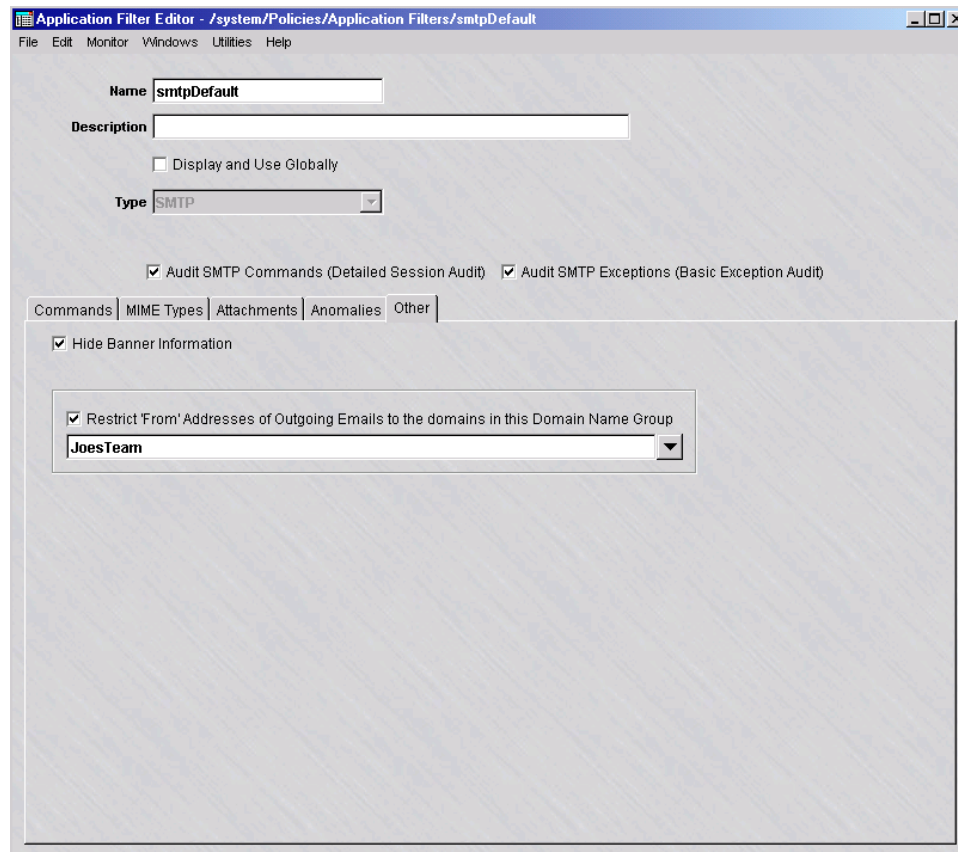 Application Filter Editor - /system/Policies/Application Filters/smtpDefault
File Edit Monitor Windows Utilities Help
Name smtpDefault
Description
Display and Use Globally
Type SMTP
Audit SMTP Commands (Detailed Session Audit) Audit SMTP Exceptions (Basic Exception Audit)
Commands MIME Types Attachments Anomalies Other
Hide Banner Information
Restrict 'From' Addresses of Outgoing Emails to the domains in this Domain Name Group
JoesTeam